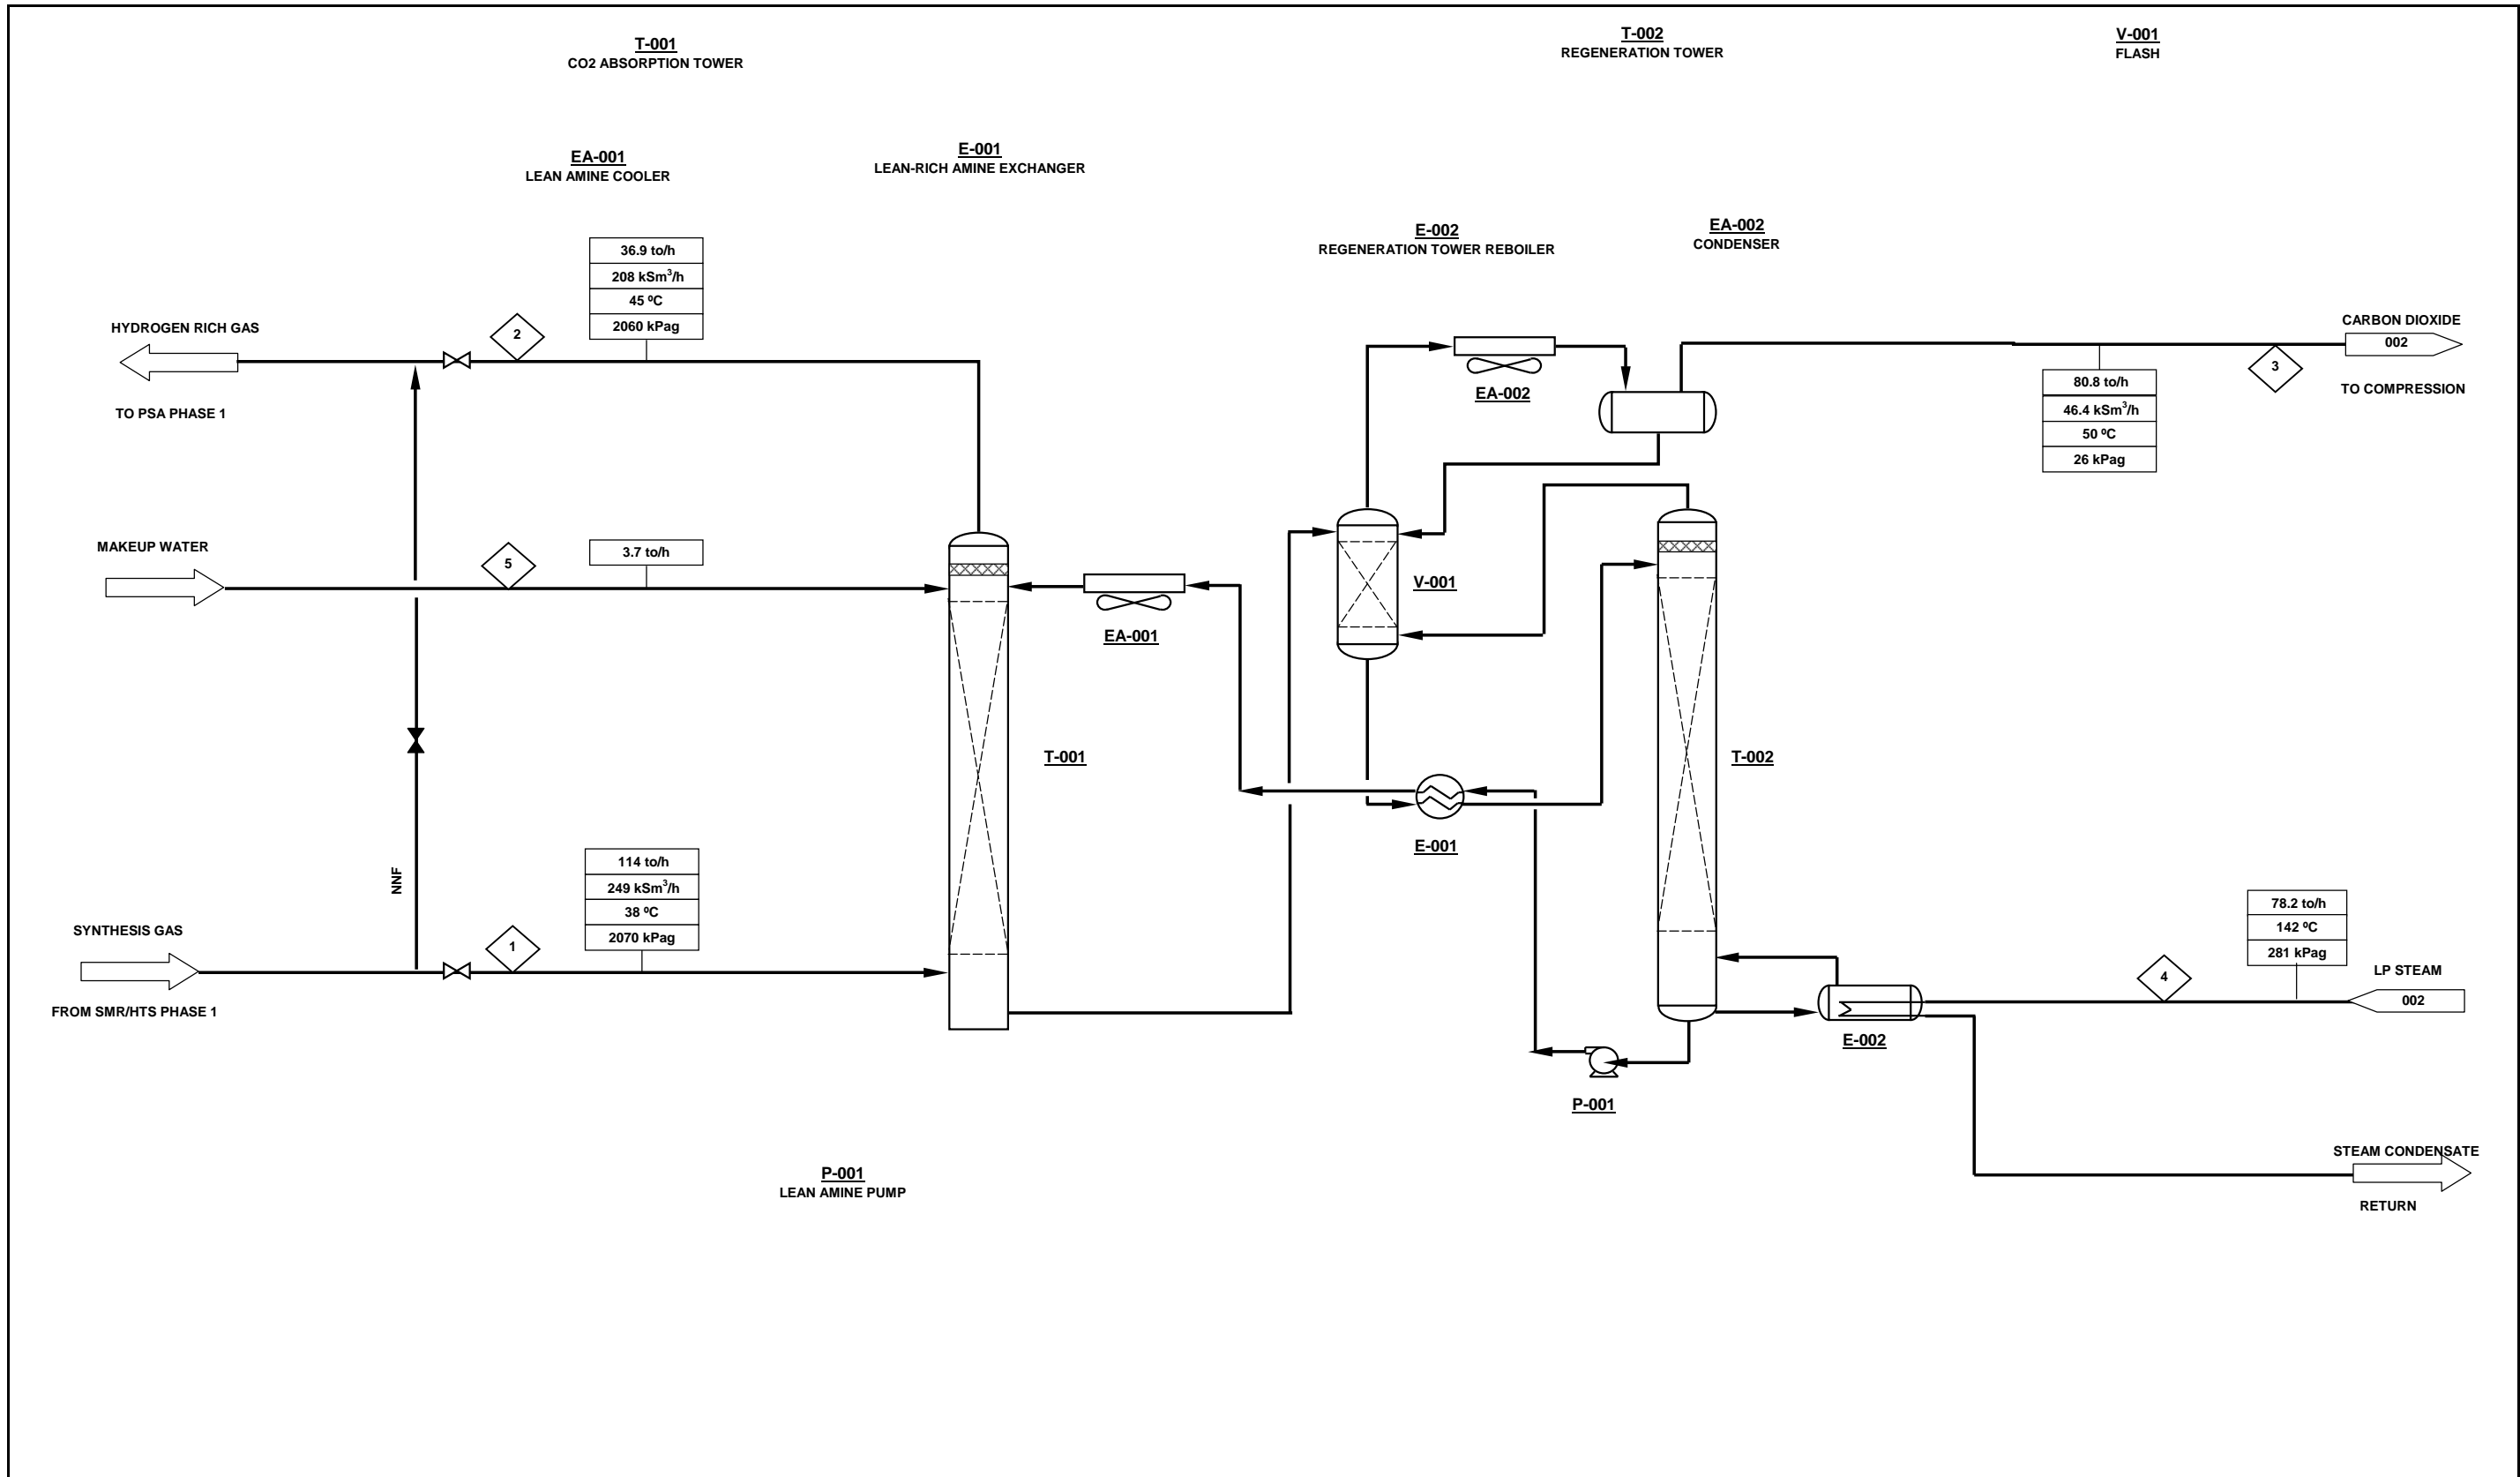 T-001
CO2 ABSORPTION TOWER
T-002
REGENERATION TOWER
V-001
FLASH
EA-001
LEAN AMINE COOLER
E-001
LEAN-RICH AMINE EXCHANGER
E-002
REGENERATION TOWER REBOILER
EA-002
CONDENSER
36.9 to/h
208 kSm³/h
45 ºC
2060 kPag
HYDROGEN RICH GAS
2
TO PSA PHASE 1
EA-002
CARBON DIOXIDE
002
3
TO COMPRESSION
80.8 to/h
46.4 kSm³/h
50 ºC
26 kPag
MAKEUP WATER
5
3.7 to/h
EA-001
V-001
T-001
T-002
E-001
NNF
114 to/h
249 kSm³/h
38 ºC
2070 kPag
SYNTHESIS GAS
1
FROM SMR/HTS PHASE 1
78.2 to/h
142 ºC
281 kPag
4
LP STEAM
002
E-002
P-001
STEAM CONDENSATE
RETURN
P-001
LEAN AMINE PUMP